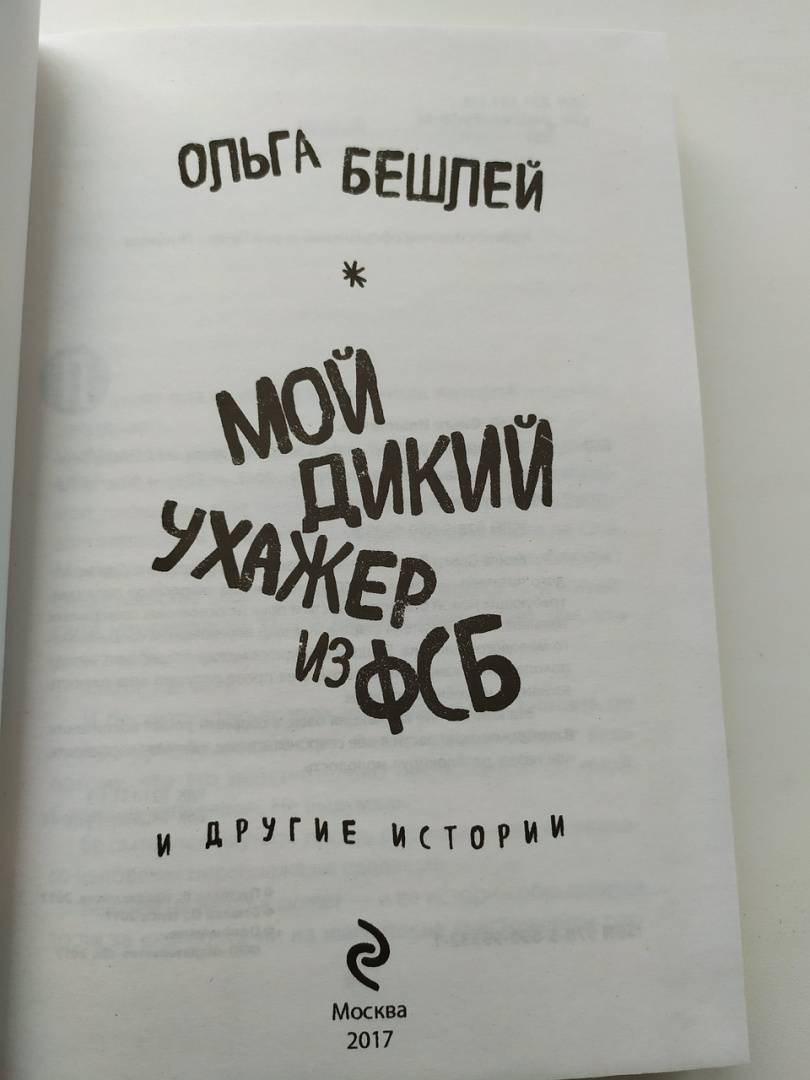 ОЛЬГА БЕШЛЕЙ
*
МОЙ
ДИКИЙ
УХАЖЕР
ИЗ ФСБ
И ДРУГИЕ ИСТОРИИ
Москва
2017